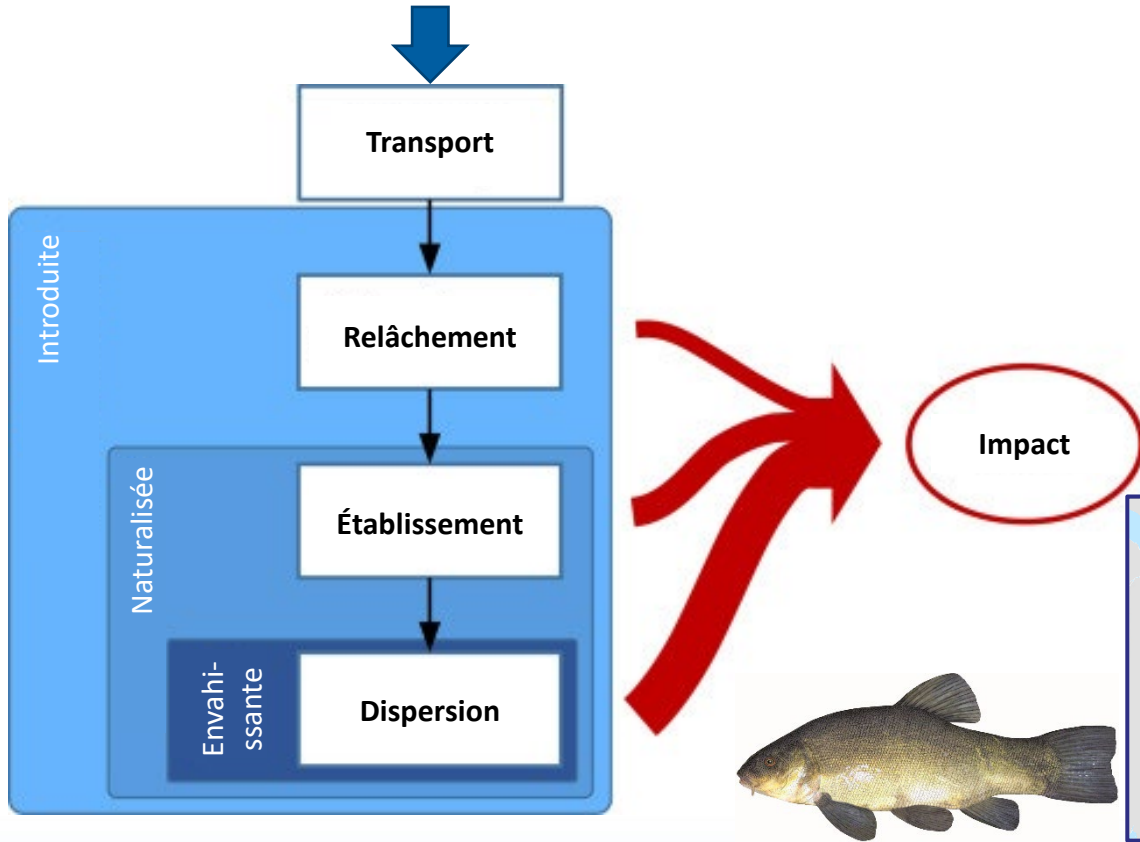 Transport
Introduite
Relâchement
Impact
Naturalisée
Établissement
Envahi-
ssante
Dispersion